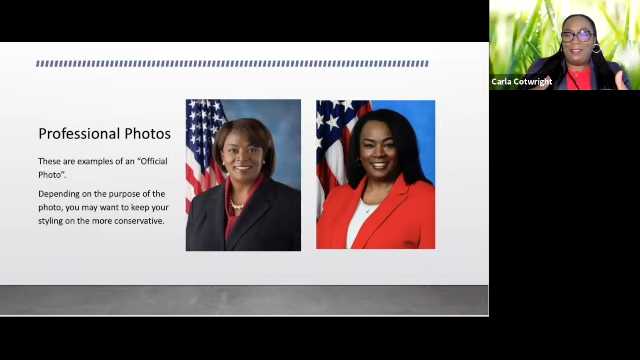 Carla Cotwright
Professional Photos
These are examples of an “Official
Photo”.
Depending on the purpose of the
photo, you may want to keep your
styling on the more conservative.